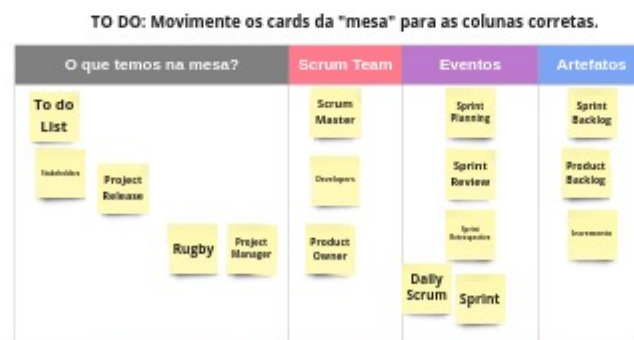 TO DO: Movimente os cards da "mesa" para as colunas corretas.
O que temos na mesa?
Scrum Team
Eventos
Artefatos
To do
List
Stakeholders
Project
Release
Rugby
Project
Manager
Scrum
Master
Developers
Product
Owner
Sprint
Planning
Sprint
Review
Sprint
Retrospective
Daily
Scrum
Sprint
Sprint
Backlog
Product
Backlog
Incremento